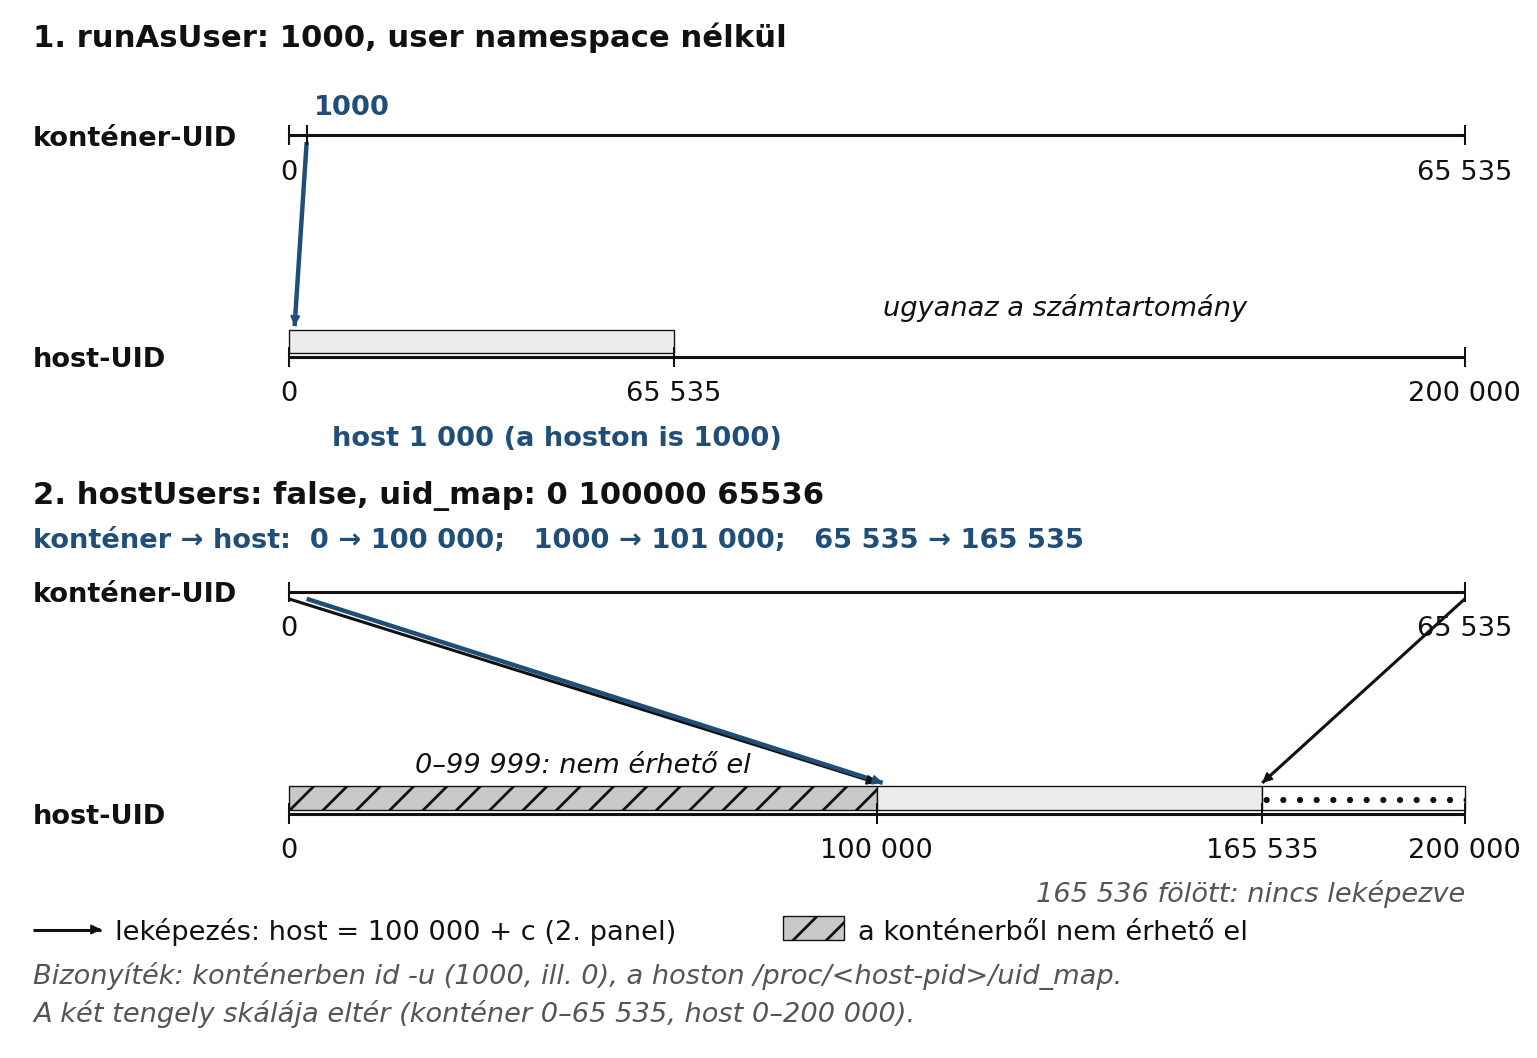 1. runAsUser: 1000, user namespace nélkül
1000
konténer-UID
0
65 535
ugyanaz a számtartomány
host-UID
0
65 535
200 000
host 1 000 (a hoston is 1000)
2. hostUsers: false, uid_map: 0 100000 65536
konténer → host:  0 → 100 000;   1000 → 101 000;   65 535 → 165 535
konténer-UID
0
65 535
0–99 999: nem érhető el
host-UID
0
100 000
165 535
200 000
165 536 fölött: nincs leképezve
leképezés: host = 100 000 + c (2. panel)
a konténerből nem érhető el
Bizonyíték: konténerben id -u (1000, ill. 0), a hoston /proc/<host-pid>/uid_map.
A két tengely skálája eltér (konténer 0–65 535, host 0–200 000).